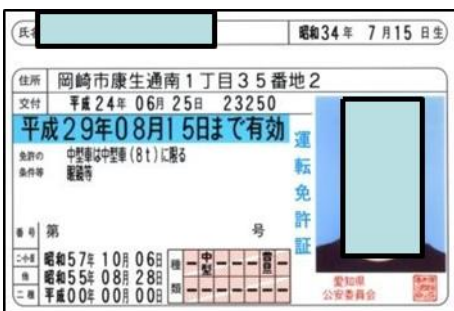 氏名 昭和34年 7月15日生
住所 岡崎市康生通南1丁目35番地2
交付 平成24年06月25日 23250
平成29年08月15日まで有効
免許の条件等 中型車は中型車(8t)に限る
眼鏡等
運転免許証
番号 第 号
二・小・原 昭和57年10月06日
他 昭和55年08月28日
二種 平成00年00月00日
種類 中型
愛知県
公安委員会